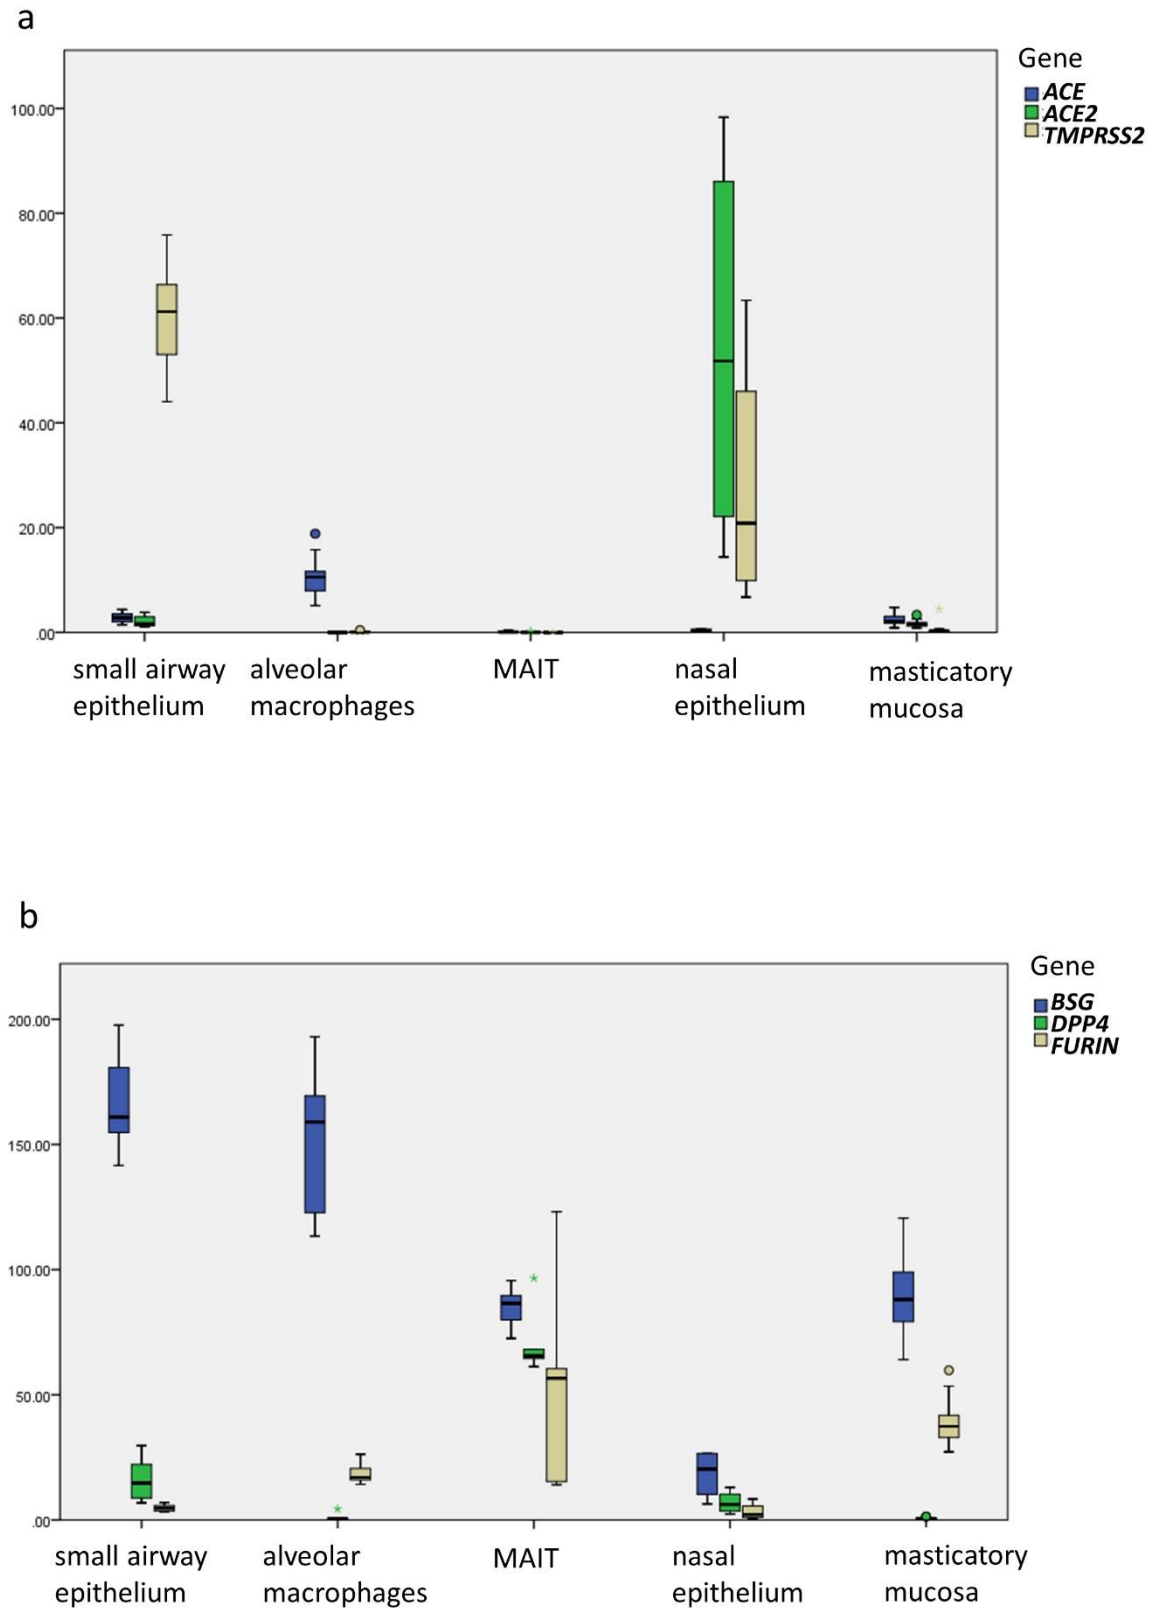 a
Gene
ACE
ACE2
TMPRSS2
100.00
80.00
60.00
40.00
20.00
.00
small airway
epithelium
alveolar
macrophages
MAIT
nasal
epithelium
masticatory
mucosa
b
Gene
BSG
DPP4
FURIN
200.00
150.00
100.00
50.00
.00
small airway
epithelium
alveolar
macrophages
MAIT
nasal
epithelium
masticatory
mucosa